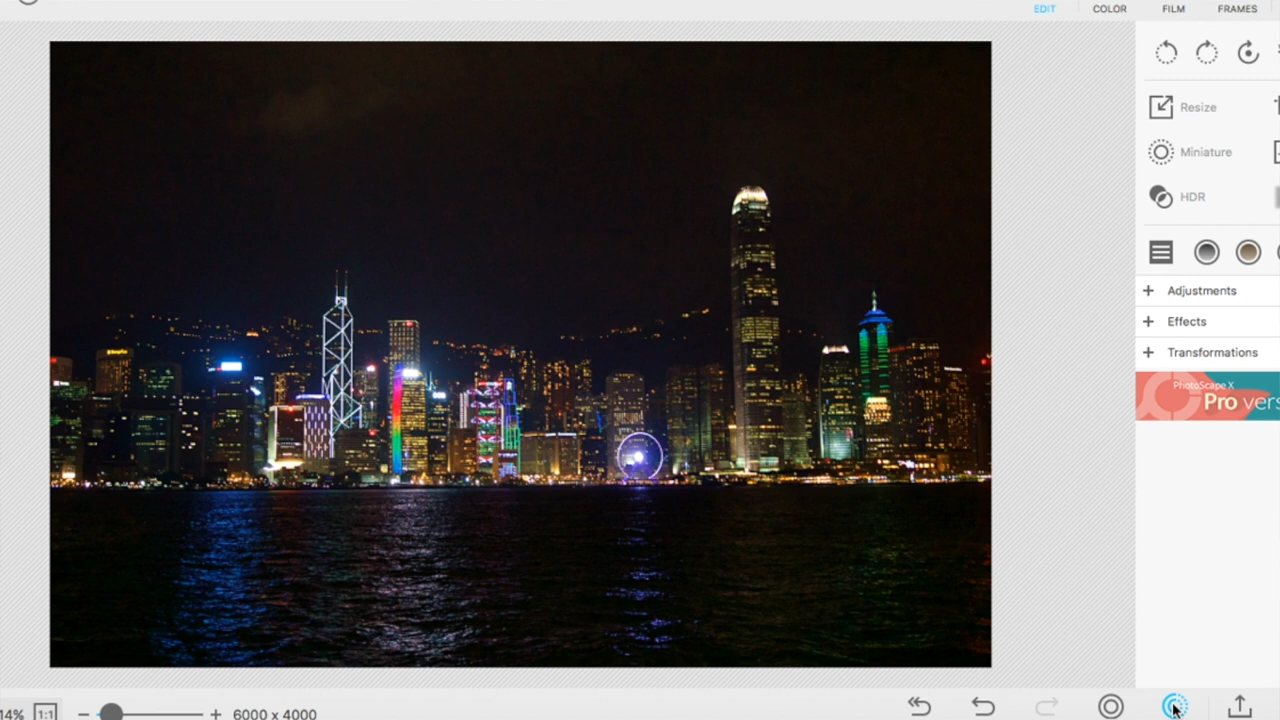 EDIT COLOR FILM FRAMES
Resize
Miniature
HDR
+ Adjustments
+ Effects
+ Transformations
PhotoScape X
Pro vers
14% 1:1 − + 6000 x 4000